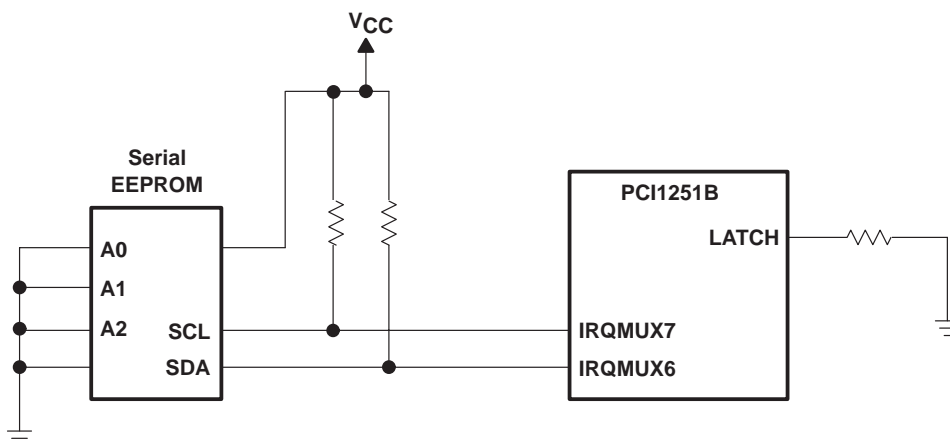 VCC
Serial
EEPROM
A0
A1
A2
SCL
SDA
PCI1251B
LATCH
IRQMUX7
IRQMUX6